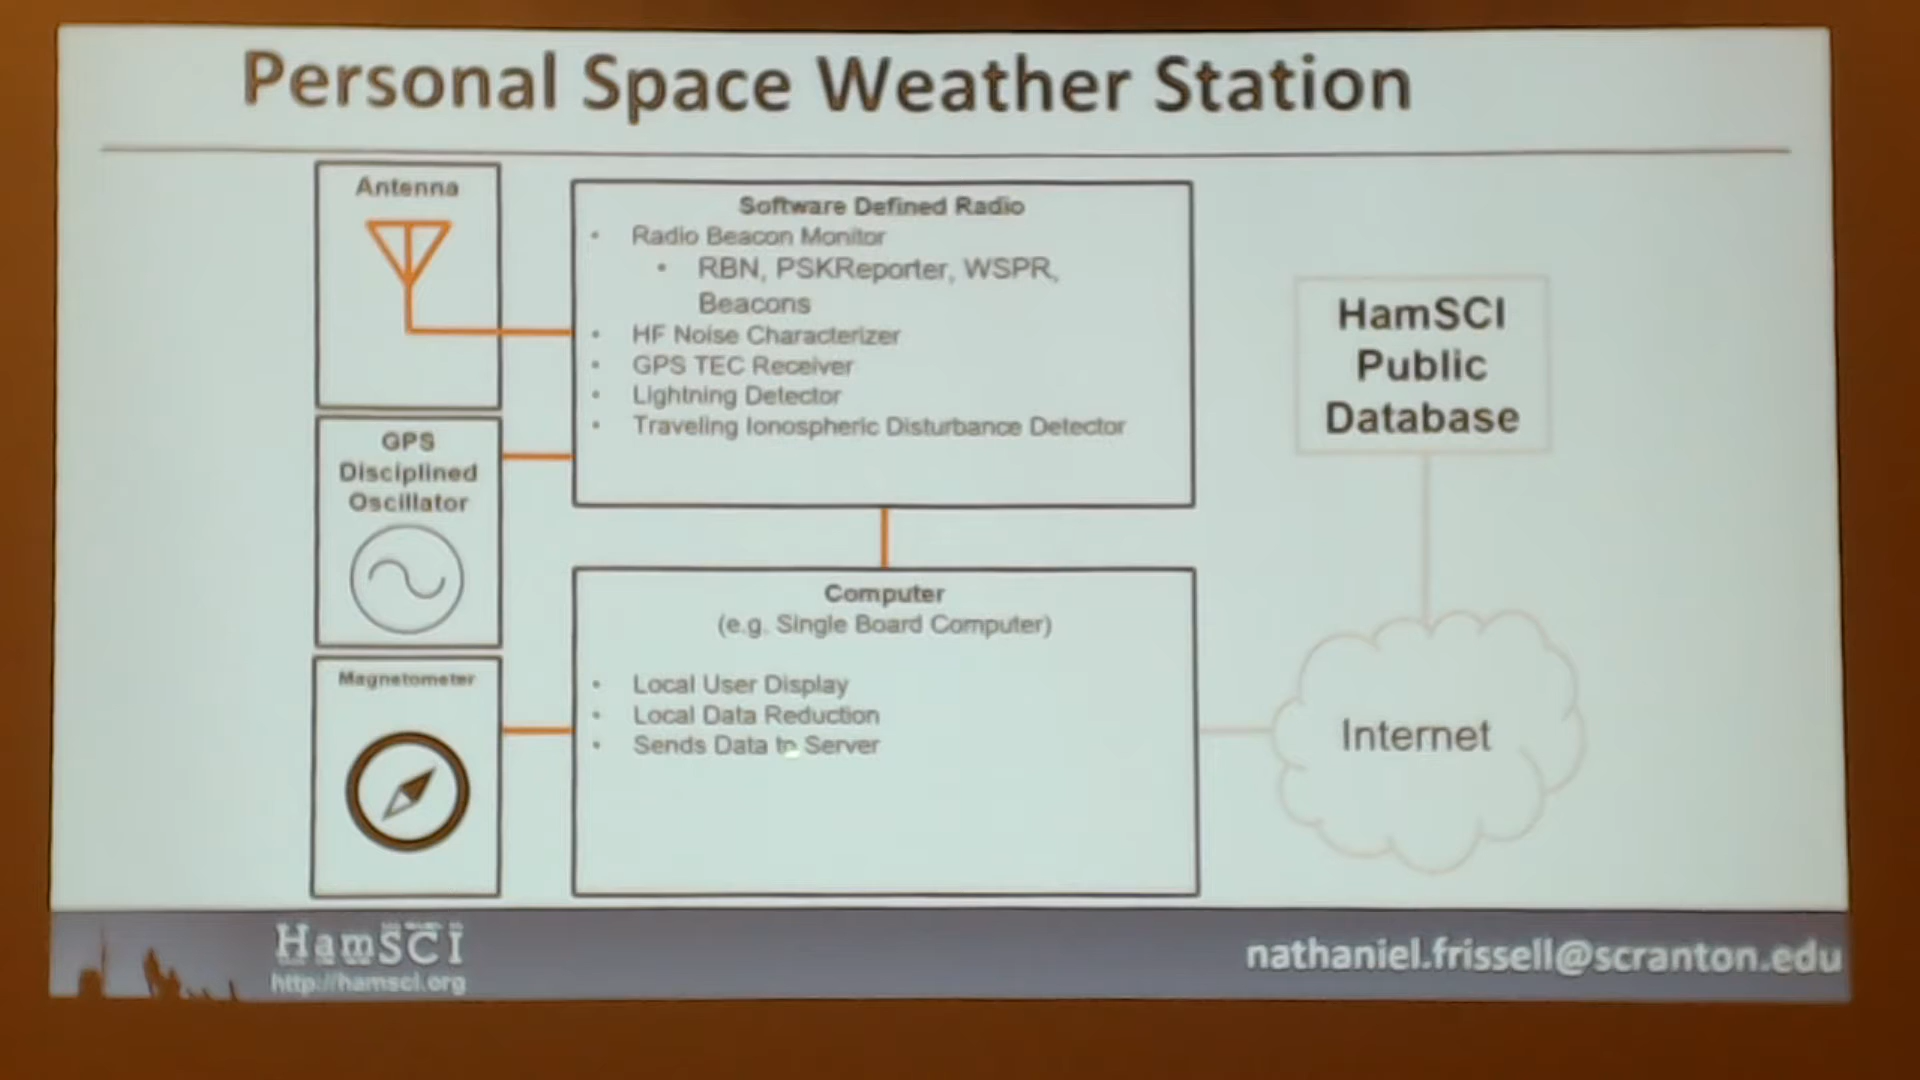 Personal Space Weather Station
Antenna
GPS
Disciplined
Oscillator
Magnetometer
Software Defined Radio
• Radio Beacon Monitor
• RBN, PSKReporter, WSPR,
Beacons
• HF Noise Characterizer
• GPS TEC Receiver
• Lightning Detector
• Traveling Ionospheric Disturbance Detector
Computer
(e.g. Single Board Computer)
• Local User Display
• Local Data Reduction
• Sends Data to Server
HamSCI
Public
Database
Internet
HamSCI
http://hamsci.org
nathaniel.frissell@scranton.edu